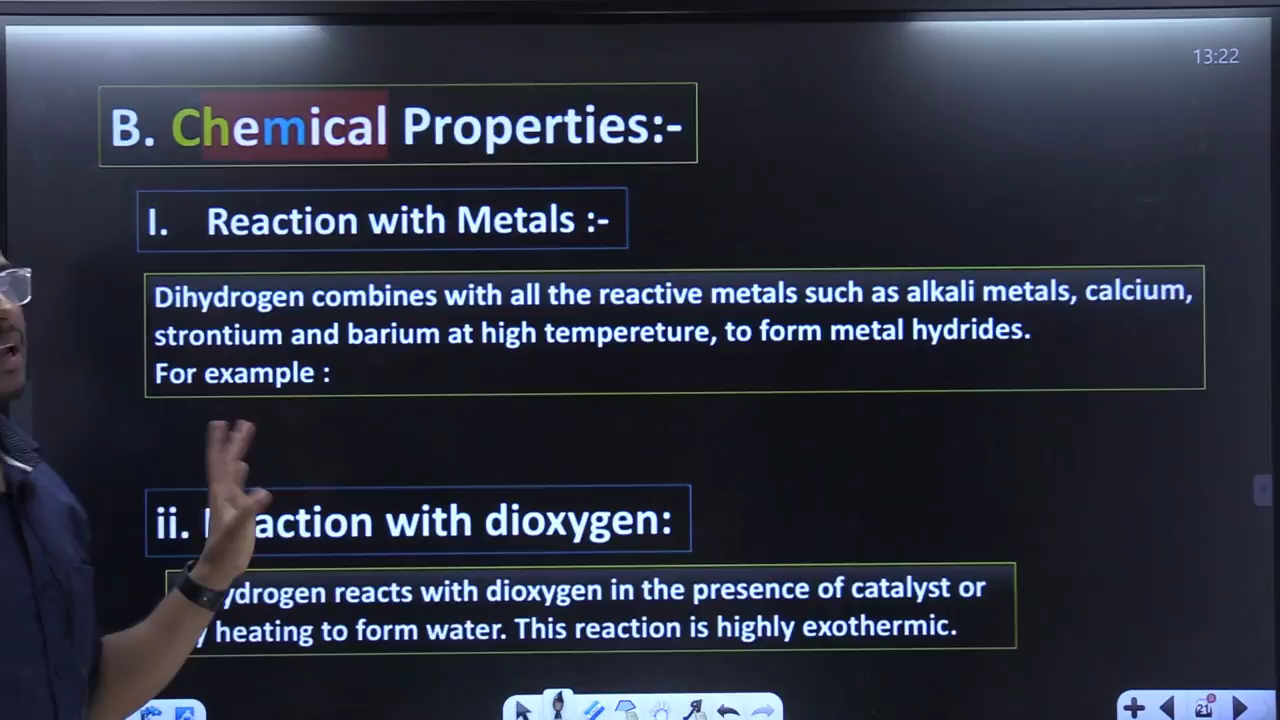 13:22
B. Chemical Properties:-
I. Reaction with Metals :-
Dihydrogen combines with all the reactive metals such as alkali metals, calcium,
strontium and barium at high tempereture, to form metal hydrides.
For example :
ii. Reaction with dioxygen:
ydrogen reacts with dioxygen in the presence of catalyst or
y heating to form water. This reaction is highly exothermic.
21